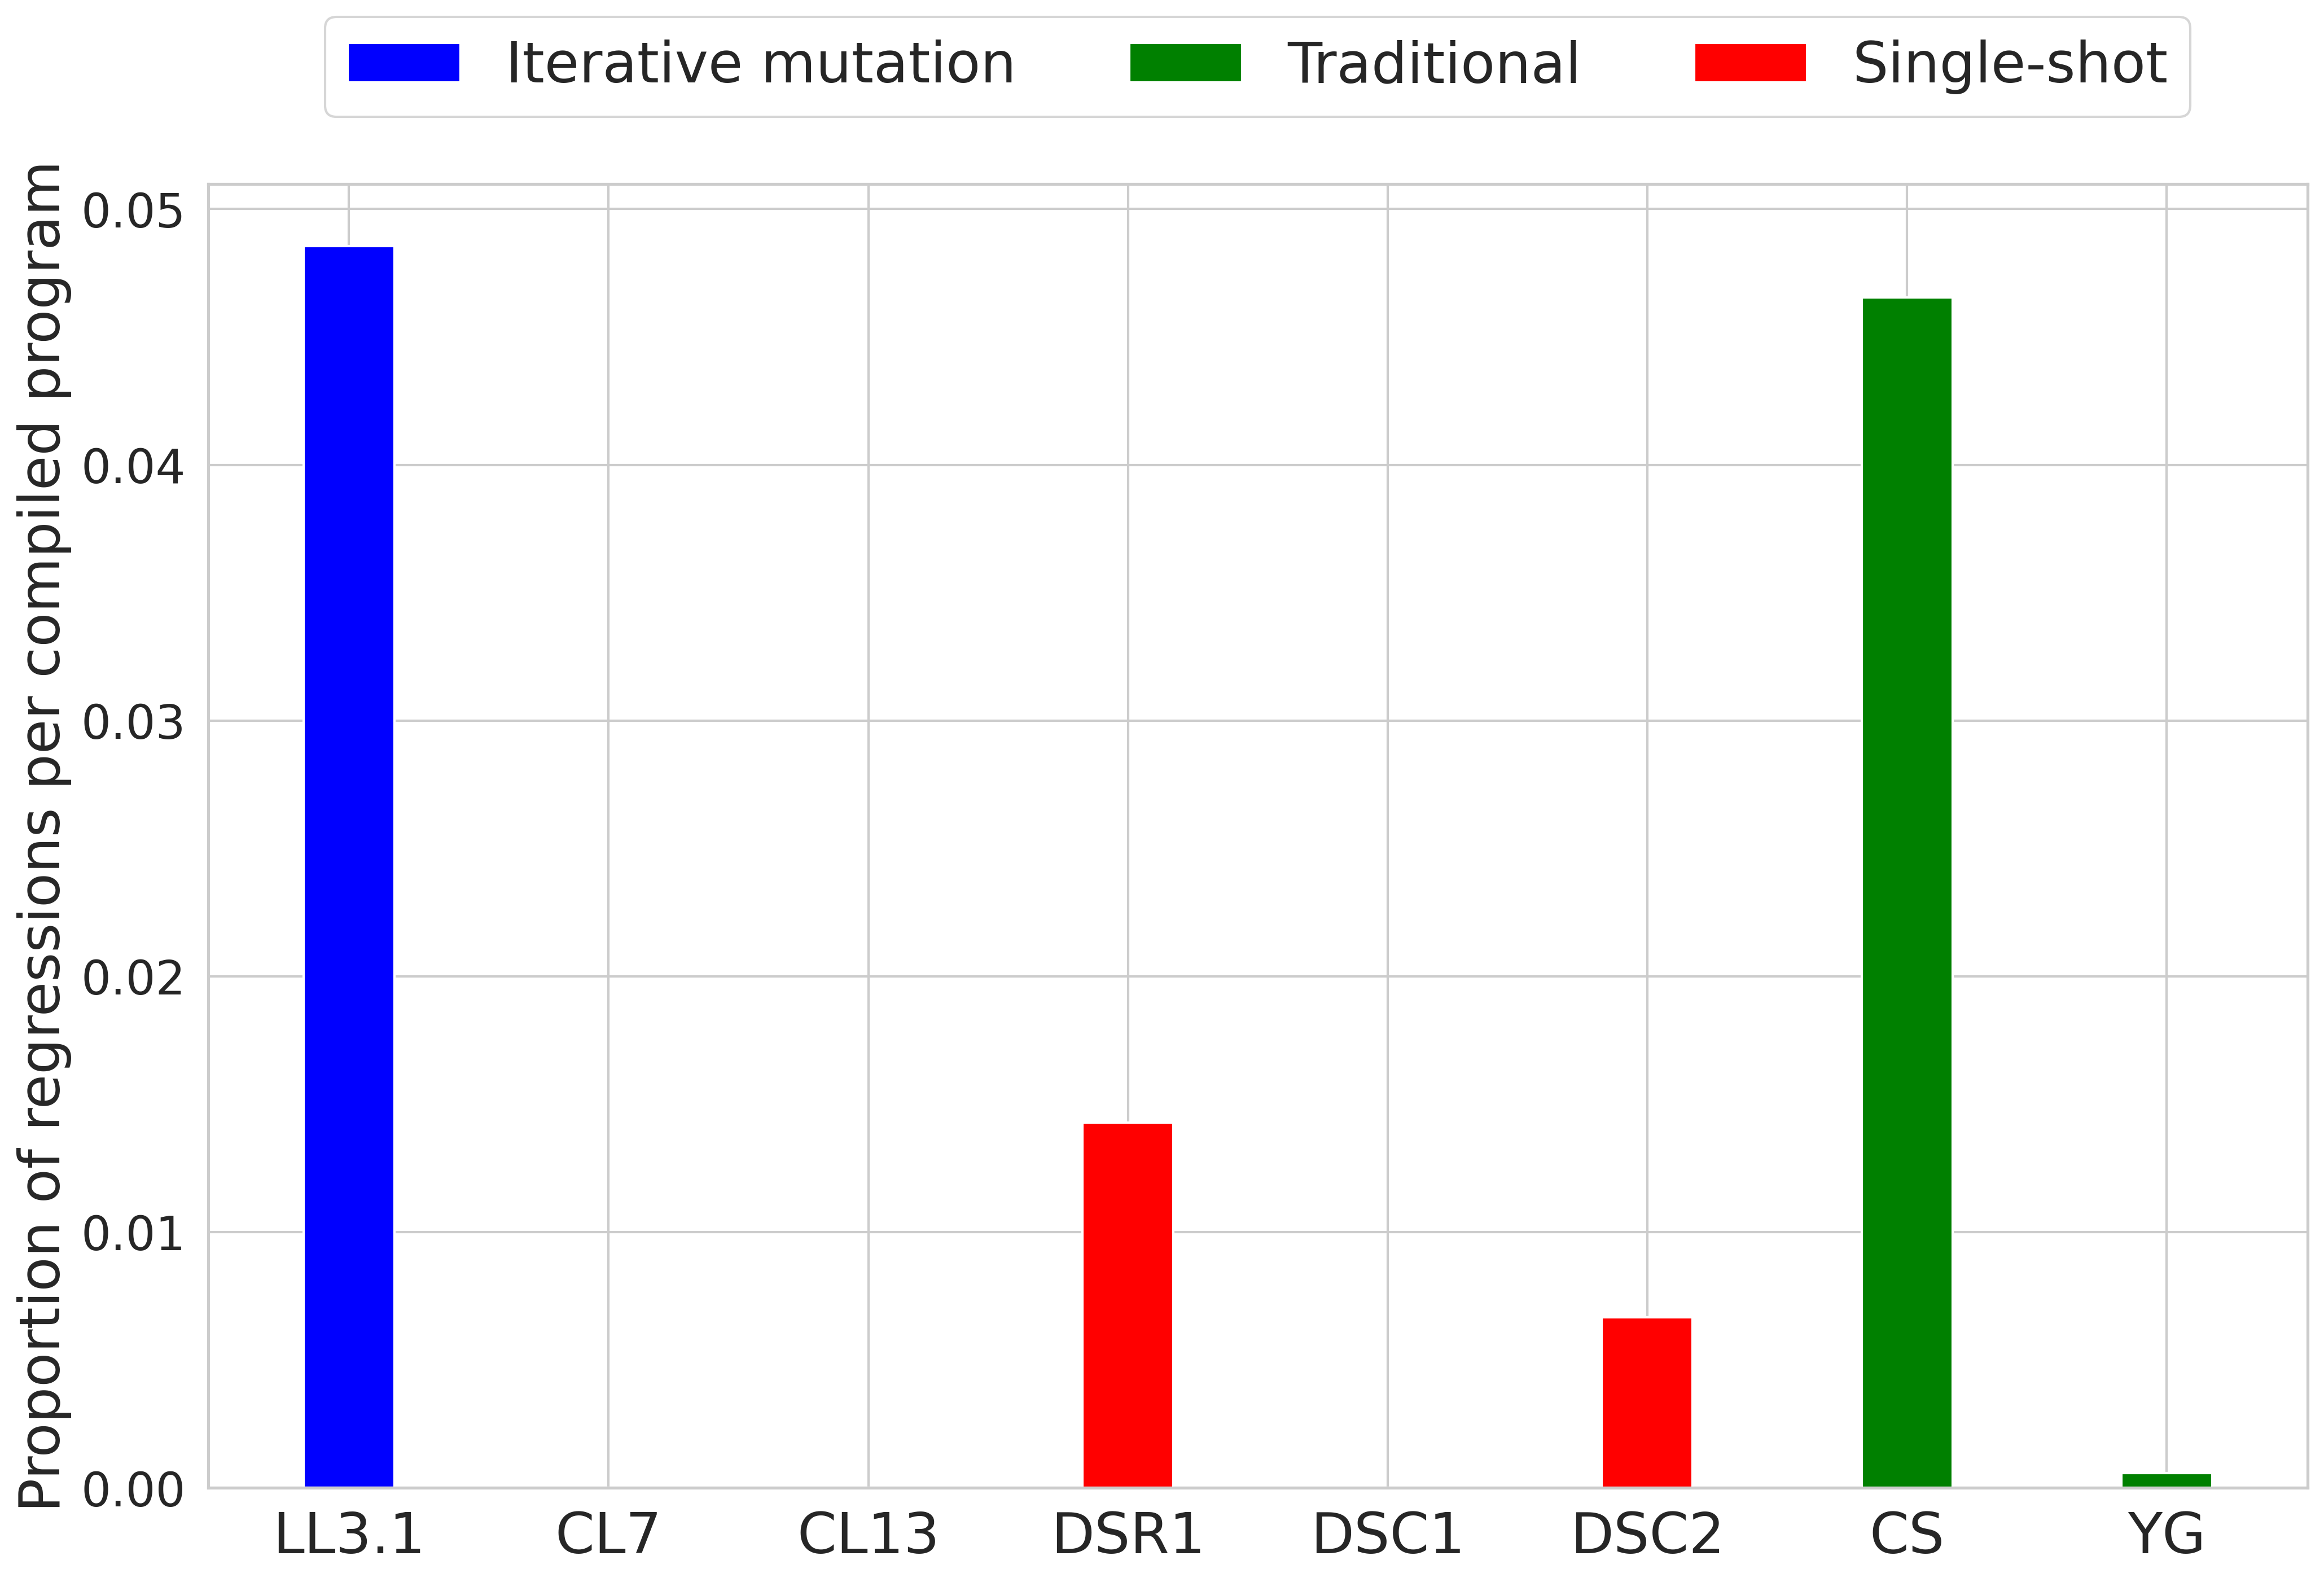 Iterative mutation Traditional Single-shot
Proportion of regressions per compiled program
0.05
0.04
0.03
0.02
0.01
0.00
LL3.1 CL7 CL13 DSR1 DSC1 DSC2 CS YG